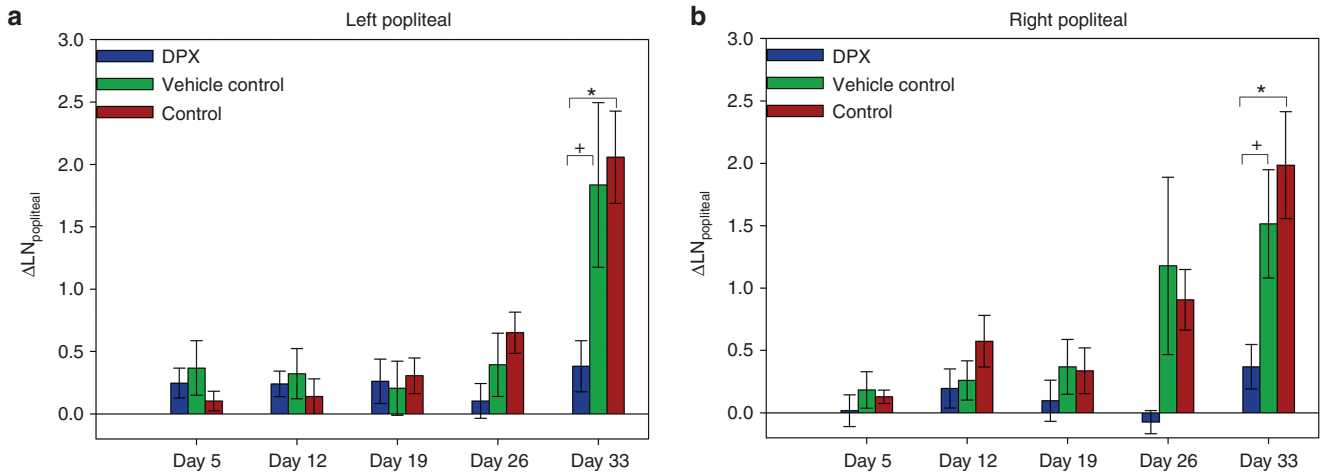 a
Left popliteal
3.0
2.5
2.0
1.5
1.0
0.5
0.0
ΔLNpopliteal
DPX
Vehicle control
Control
*
+
Day 5 Day 12 Day 19 Day 26 Day 33
b
Right popliteal
3.0
2.5
2.0
1.5
1.0
0.5
0.0
ΔLNpopliteal
DPX
Vehicle control
Control
*
+
Day 5 Day 12 Day 19 Day 26 Day 33